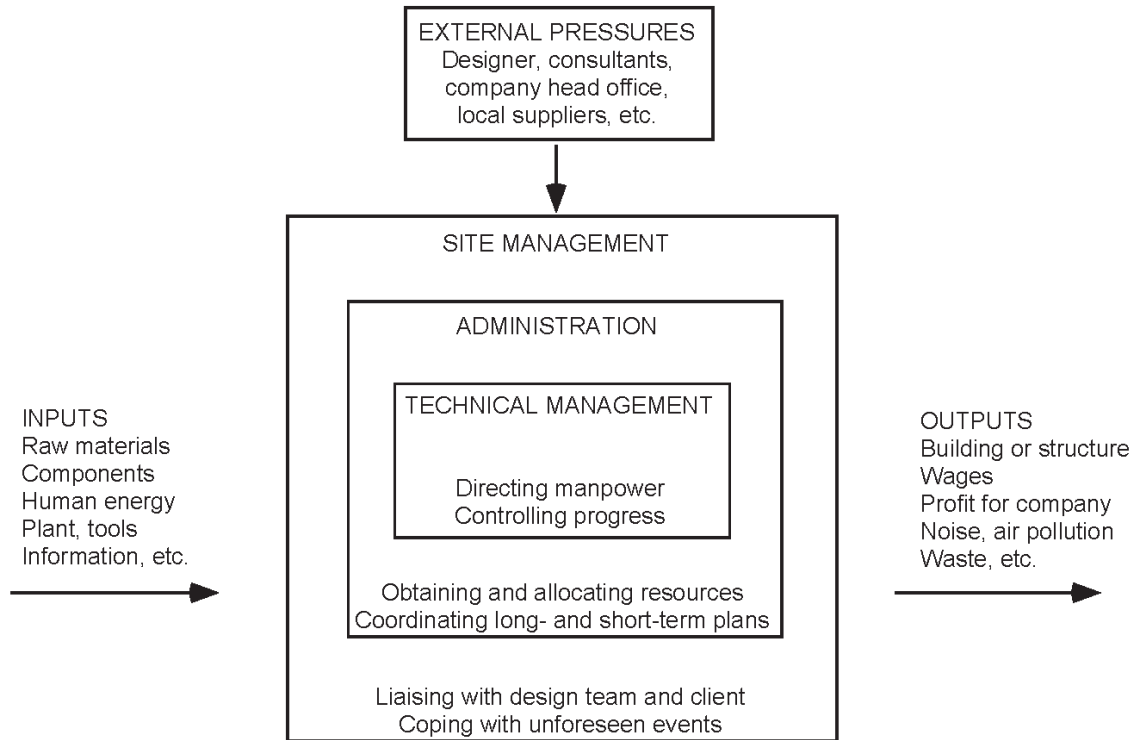 EXTERNAL PRESSURES
Designer, consultants,
company head office,
local suppliers, etc.
SITE MANAGEMENT
ADMINISTRATION
TECHNICAL MANAGEMENT
Directing manpower
Controlling progress
Obtaining and allocating resources
Coordinating long- and short-term plans
Liaising with design team and client
Coping with unforeseen events
INPUTS
Raw materials
Components
Human energy
Plant, tools
Information, etc.
OUTPUTS
Building or structure
Wages
Profit for company
Noise, air pollution
Waste, etc.